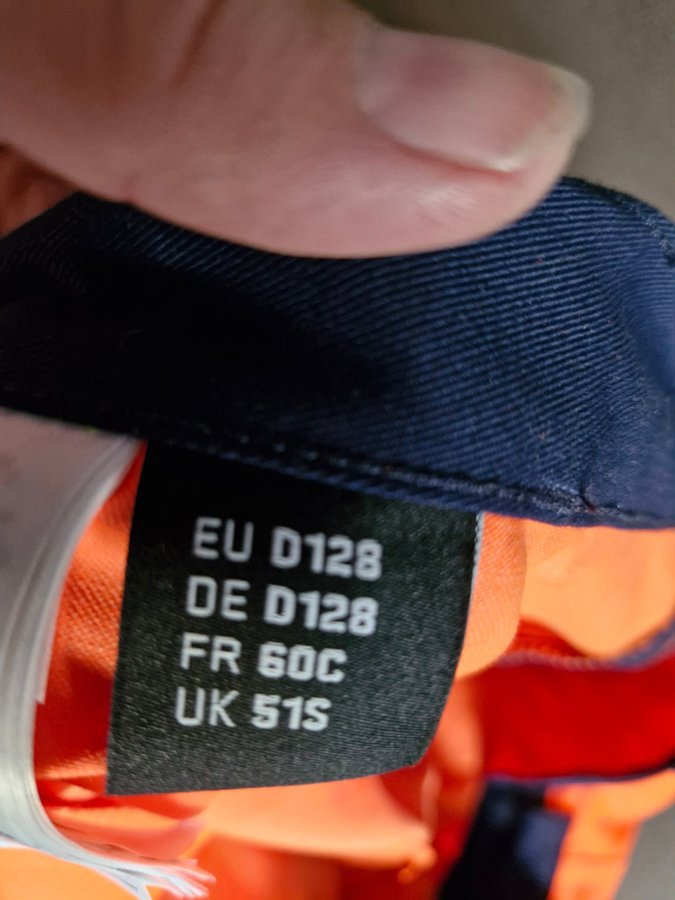 EU D128
DE D128
FR 60C
UK 51S